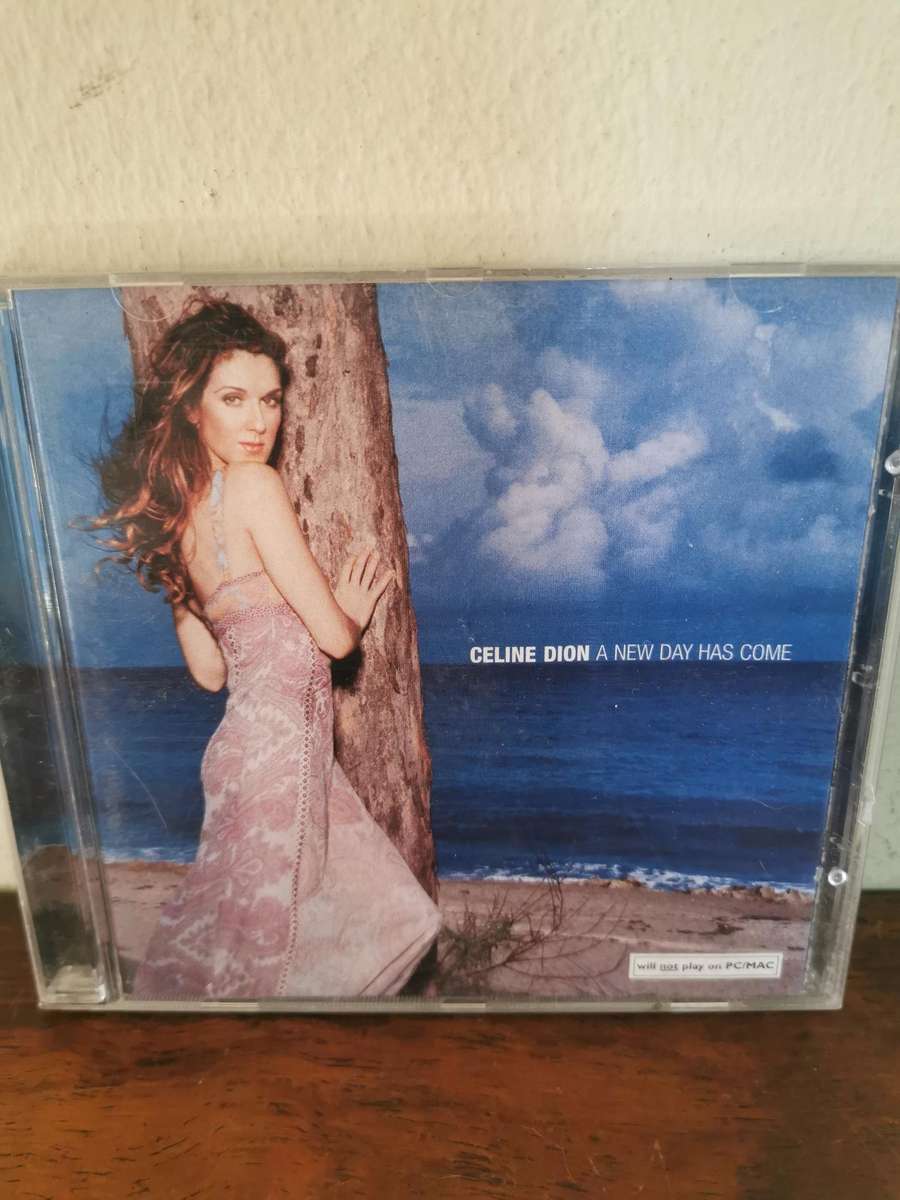 CELINE DION A NEW DAY HAS COME
will not play on PC/MAC